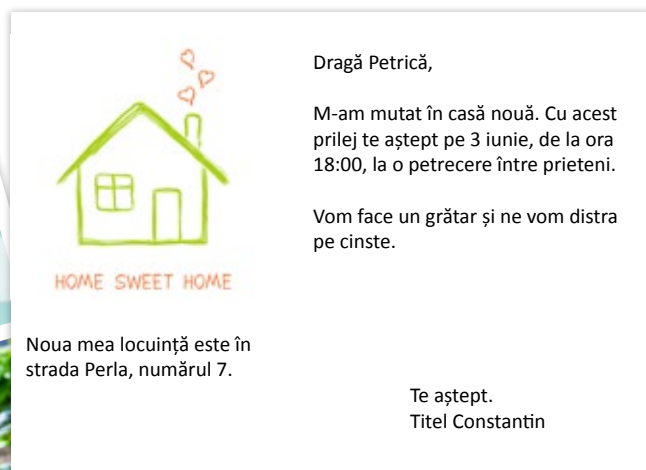 Dragă Petrică,
M-am mutat în casă nouă. Cu acest
prilej te aștept pe 3 iunie, de la ora
18:00, la o petrecere între prieteni.
Vom face un grătar și ne vom distra
pe cinste.
HOME SWEET HOME
Noua mea locuință este în
strada Perla, numărul 7.
Te aștept.
Titel Constantin